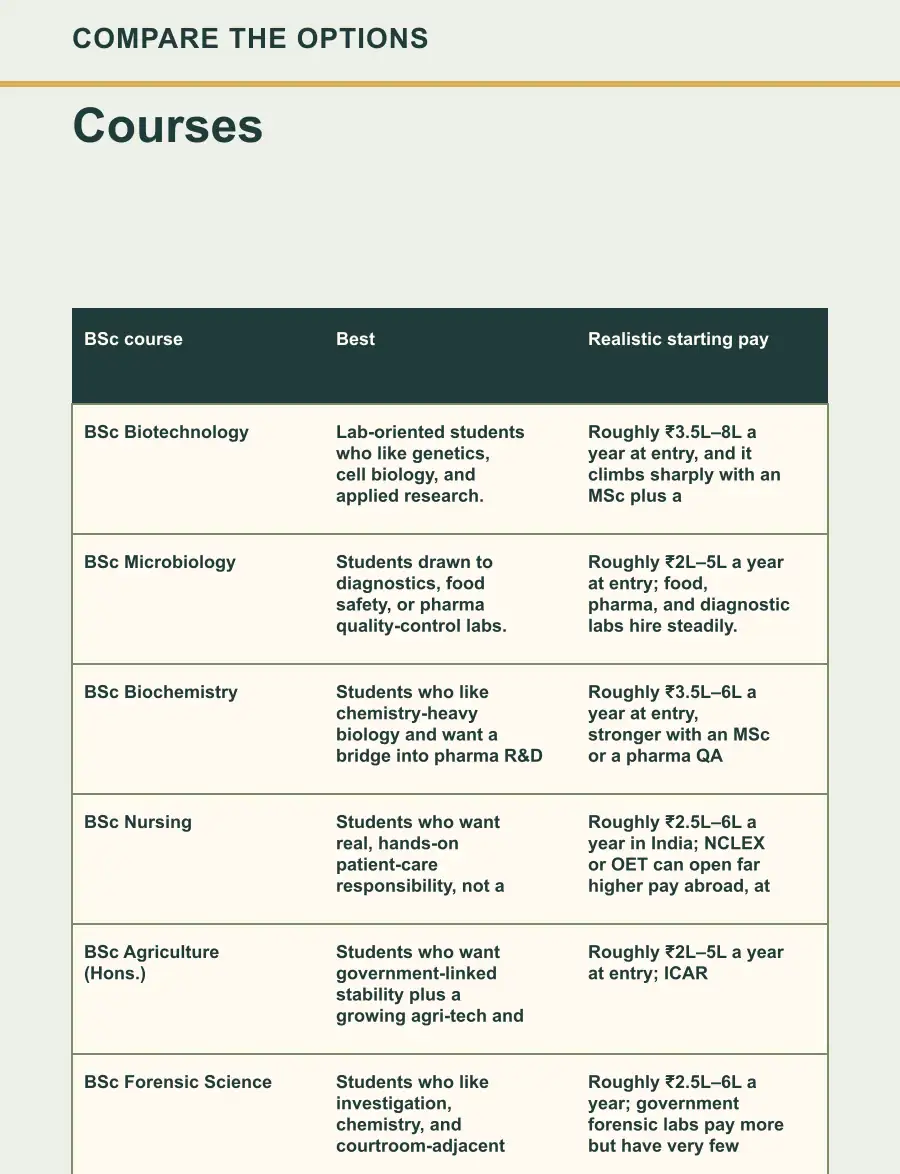 COMPARE THE OPTIONS
Courses
BSc course
Best
Realistic starting pay
BSc Biotechnology
Lab-oriented students
who like genetics,
cell biology, and
applied research.
Roughly ₹3.5L–8L a
year at entry, and it
climbs sharply with an
MSc plus a
BSc Microbiology
Students drawn to
diagnostics, food
safety, or pharma
quality-control labs.
Roughly ₹2L–5L a year
at entry; food,
pharma, and diagnostic
labs hire steadily.
BSc Biochemistry
Students who like
chemistry-heavy
biology and want a
bridge into pharma R&D
Roughly ₹3.5L–6L a
year at entry,
stronger with an MSc
or a pharma QA
BSc Nursing
Students who want
real, hands-on
patient-care
responsibility, not a
Roughly ₹2.5L–6L a
year in India; NCLEX
or OET can open far
higher pay abroad, at
BSc Agriculture
(Hons.)
Students who want
government-linked
stability plus a
growing agri-tech and
Roughly ₹2L–5L a year
at entry; ICAR
BSc Forensic Science
Students who like
investigation,
chemistry, and
courtroom-adjacent
Roughly ₹2.5L–6L a
year; government
forensic labs pay more
but have very few